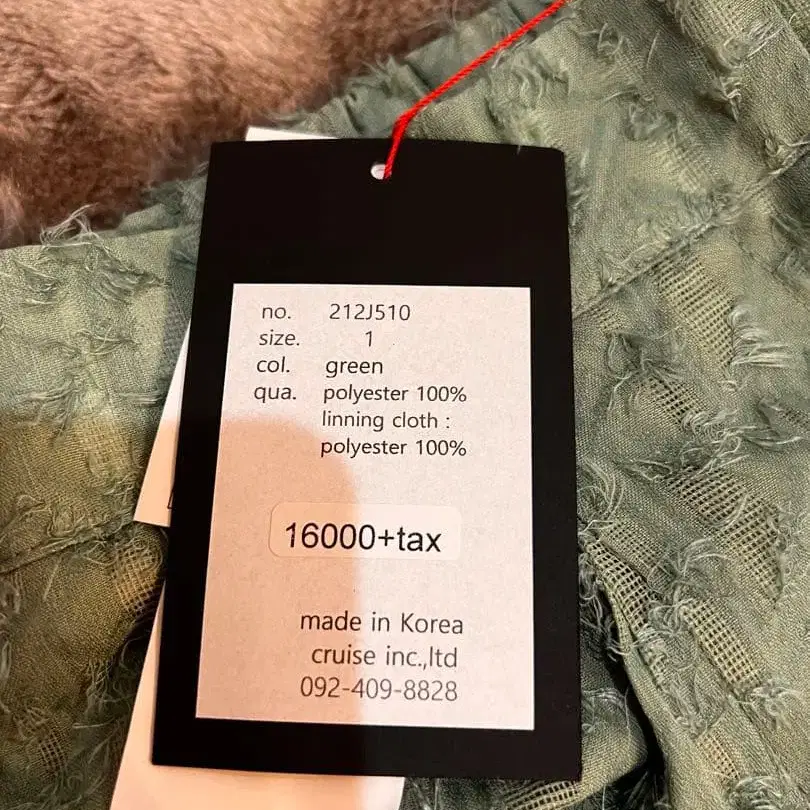 no. 212J510
size. 1
col. green
qua. polyester 100%
linning cloth :
polyester 100%
16000+tax
made in Korea
cruise inc.,ltd
092-409-8828